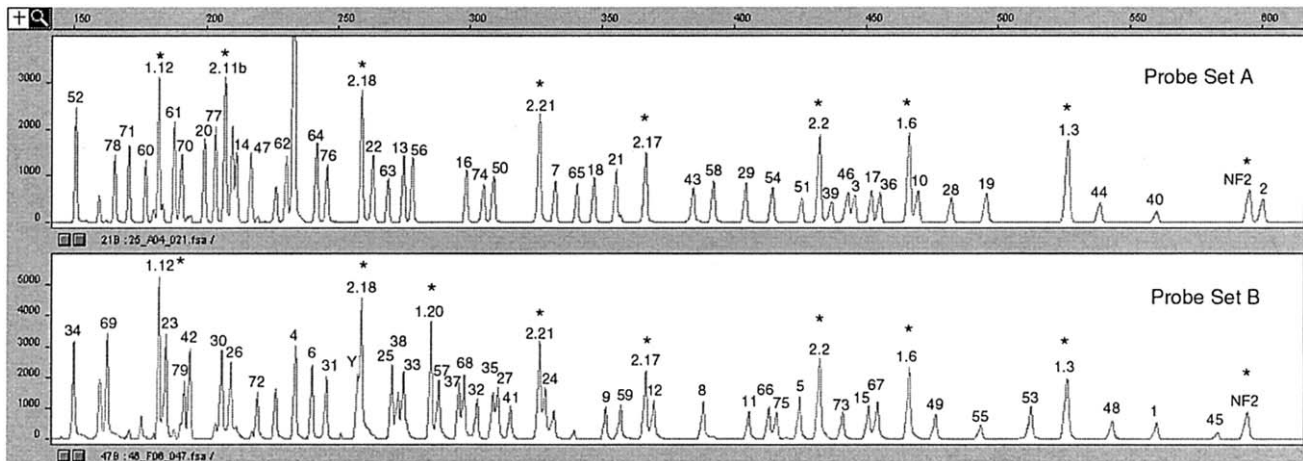 150 200 250 300 350 400 450 500 550 600
Probe Set A
3000
2000
1000
0
* * * * * * * * *
1.12 2.11b 2.18 2.21 2.17 2.2 1.6 1.3 NF2
52 78 71 60 61 70 20 77 14 47 62 64 76 22 63 13 56 16 74 50 7 65 18 21 43 58 29 54 51 39 46 3 17 36 10 28 19 44 40 2
21B :25_A04_021.fsa /
Probe Set B
5000
4000
3000
2000
1000
0
* * * * * * * * *
1.12 2.18 1.20 2.21 2.17 2.2 1.6 1.3 NF2
34 69 23 79 42 30 26 72 4 6 31 Y 25 38 33 57 37 68 32 35 27 41 24 9 59 12 8 11 66 75 5 73 15 67 49 55 53 48 1 45
47B :48_F06_047.fsa /